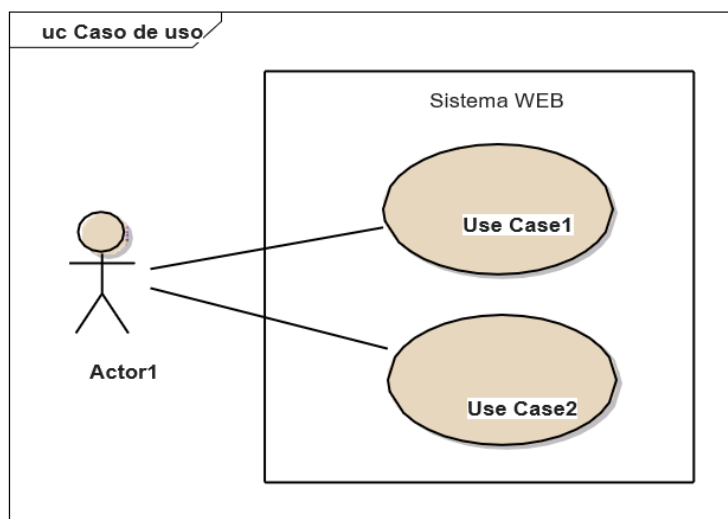 uc Caso de uso
Sistema WEB
Use Case1
Actor1
Use Case2